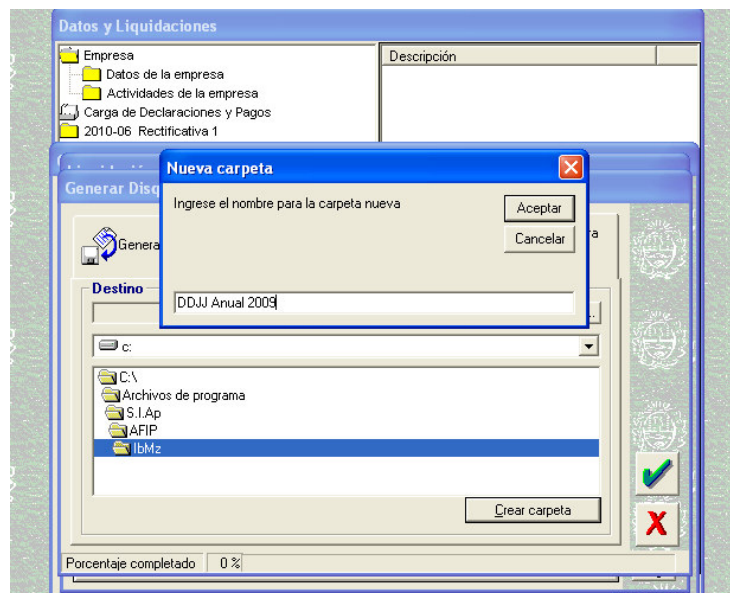 Datos y Liquidaciones
Empresa
Datos de la empresa
Actividades de la empresa
Carga de Declaraciones y Pagos
2010-06 Rectificativa 1
Descripción
Nueva carpeta
Generar Disq
Ingrese el nombre para la carpeta nueva
Aceptar
Cancelar
Genera
ra
Destino
DDJJ Anual 2009
c:
C:\
Archivos de programa
S.I.Ap
AFIP
IbMz
Crear carpeta
Porcentaje completado 0 %